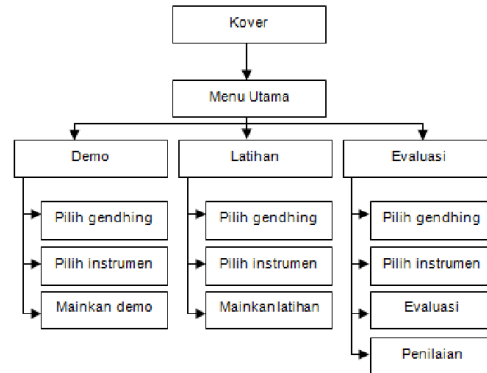 Kover
Menu Utama
Demo
Latihan
Evaluasi
Pilih gendhing
Pilih gendhing
Pilih gendhing
Pilih instrumen
Pilih instrumen
Pilih instrumen
Mainkan demo
Mainkan latihan
Evaluasi
Penilaian